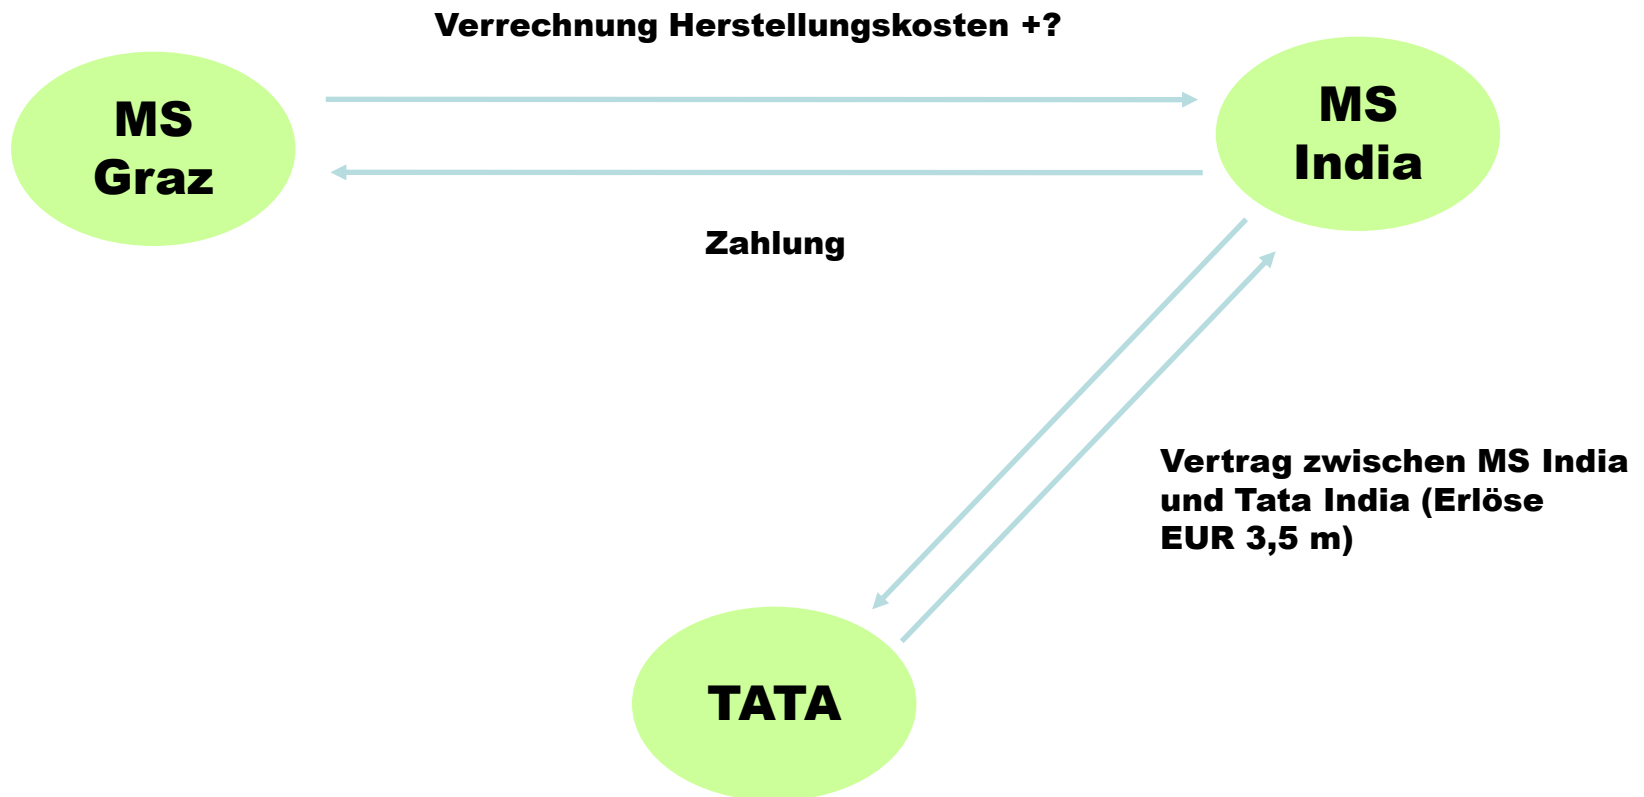 Verrechnung Herstellungskosten +?
MS
Graz
MS
India
Zahlung
Vertrag zwischen MS India
und Tata India (Erlöse
EUR 3,5 m)
TATA